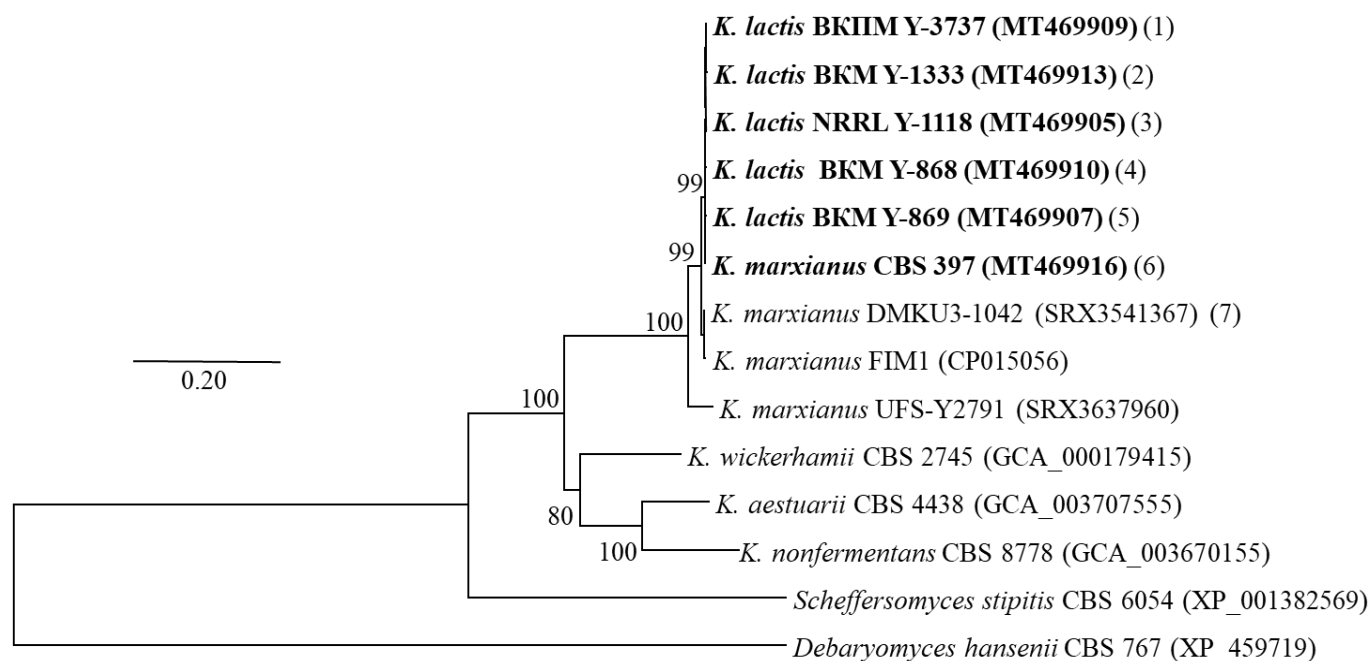 K. lactis ВКПМ Y-3737 (MT469909) (1)
K. lactis ВКМ Y-1333 (MT469913) (2)
K. lactis NRRL Y-1118 (MT469905) (3)
K. lactis ВКМ Y-868 (MT469910) (4)
99
K. lactis ВКМ Y-869 (MT469907) (5)
99
K. marxianus CBS 397 (MT469916) (6)
K. marxianus DMKU3-1042 (SRX3541367) (7)
100
K. marxianus FIM1 (CP015056)
0.20
100
K. marxianus UFS-Y2791 (SRX3637960)
K. wickerhamii CBS 2745 (GCA_000179415)
K. aestuarii CBS 4438 (GCA_003707555)
80
100
K. nonfermentans CBS 8778 (GCA_003670155)
Scheffersomyces stipitis CBS 6054 (XP_001382569)
Debaryomyces hansenii CBS 767 (XP_459719)